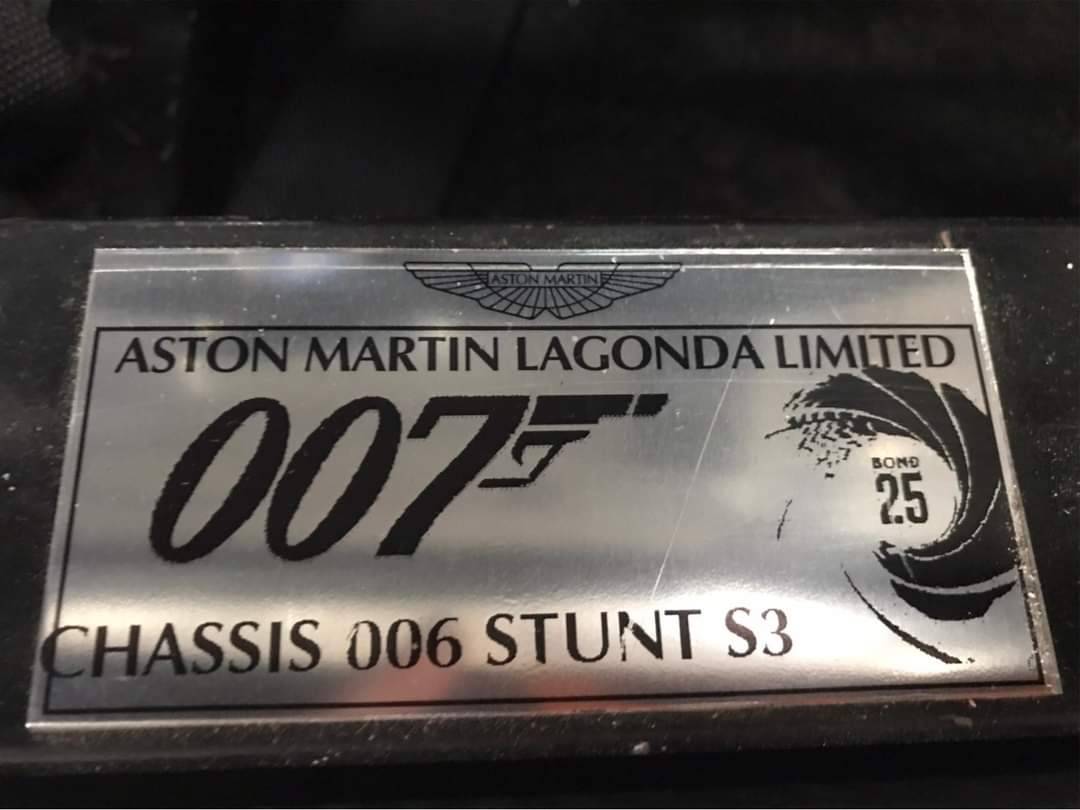 ASTON MARTIN
ASTON MARTIN LAGONDA LIMITED
007
BOND
25
CHASSIS 006 STUNT S3